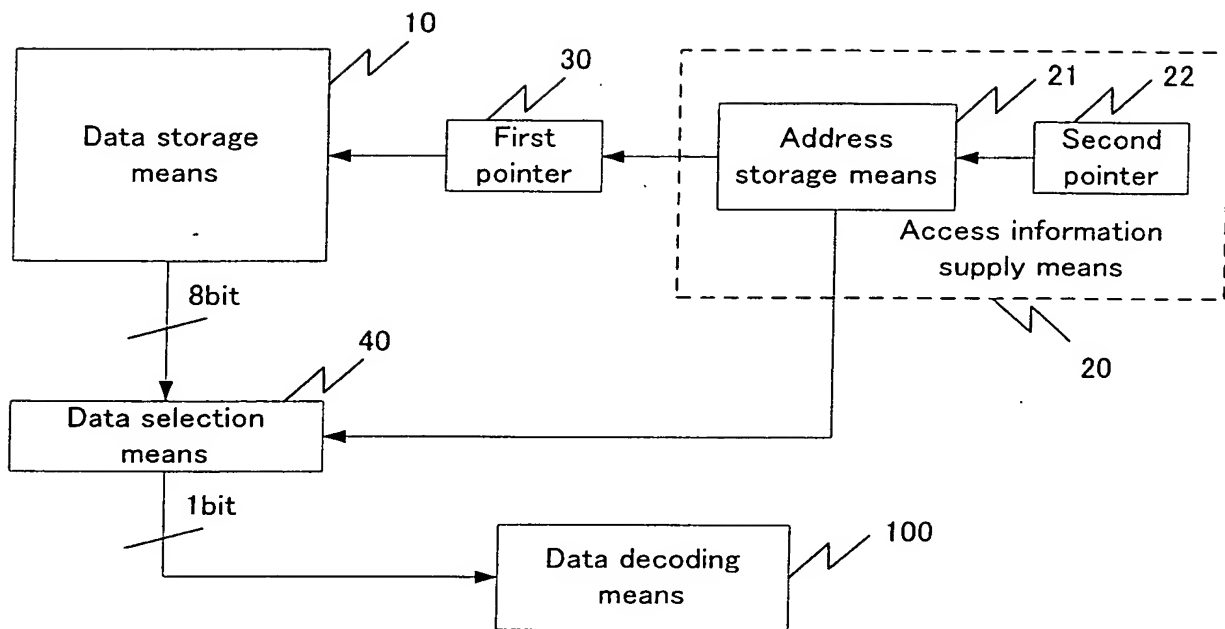 10
30
21
22
Data storage
means
First
pointer
Address
storage means
Second
pointer
Access information
supply means
8bit
40
20
Data selection
means
1bit
100
Data decoding
means